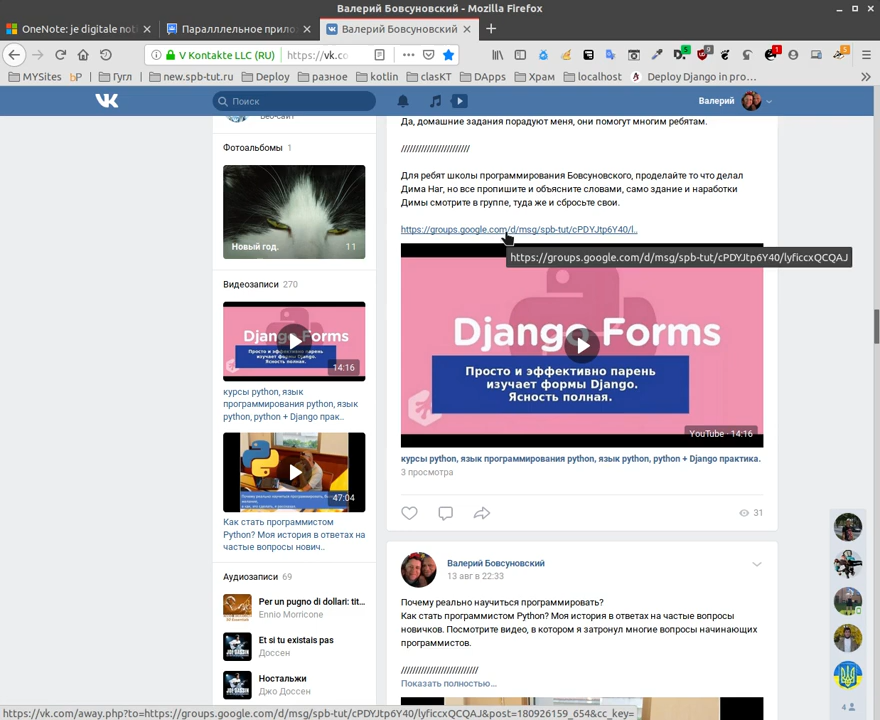 Валерий Бовсуновский - Mozilla Firefox
OneNote: je digitale not
Параллельное прило
Валерий Бовсуновский
V Kontakte LLC (RU)
https://vk.co
MYSites
bP
Гугл
new.spb-tut.ru
Deploy
разное
kotlin
clasKT
DApps
Храм
localhost
Deploy Django in pro...
Поиск
Валерий
Веб-сайт
Фотоальбомы 1
Новый год. 11
Видеозаписи 270
Django Forms
Просто и эффективно парень
изучает формы Django.
Ясность полная.
14:16
курсы python, язык
программирования python, язык
python, python + Django прак..
47:04
Как стать программистом
Python? Моя история в ответах на
частые вопросы нович..
Аудиозаписи 69
Per un pugno di dollari: tit...
Ennio Morricone
Et si tu existais pas
Дoссен
Ностальжи
Джо Дассен
Да, домашние задания порадуют меня, они помогут многим ребятам.
///////////////////////
Для ребят школы программирования Бовсуновского, проделайте то что делал
Дима Наг, но все пропишите и объясните словами, само здание и наработки
Димы смотрите в группе, туда же и сбросьте свои.
https://groups.google.com/d/msg/spb-tut/cPDYJtp6Y40/l..
https://groups.google.com/d/msg/spb-tut/cPDYJtp6Y40/lyficcxQCQAJ
Django Forms
Просто и эффективно парень
изучает формы Django.
Ясность полная.
YouTube · 14:16
курсы python, язык программирования python, язык python, python + Django практика.
3 просмотра
31
Валерий Бовсуновский
13 авг в 22:33
Почему реально научиться программировать?
Как стать программистом Python? Моя история в ответах на частые вопросы
новичков. Посмотрите видео, в котором я затронул многие вопросы начинающих
программистов.
//////////////////////////
Показать полностью…
4
https://vk.com/away.php?to=https://groups.google.com/d/msg/spb-tut/cPDYJtp6Y40/lyficcxQCQAJ&post=180926159_654&cc_key=